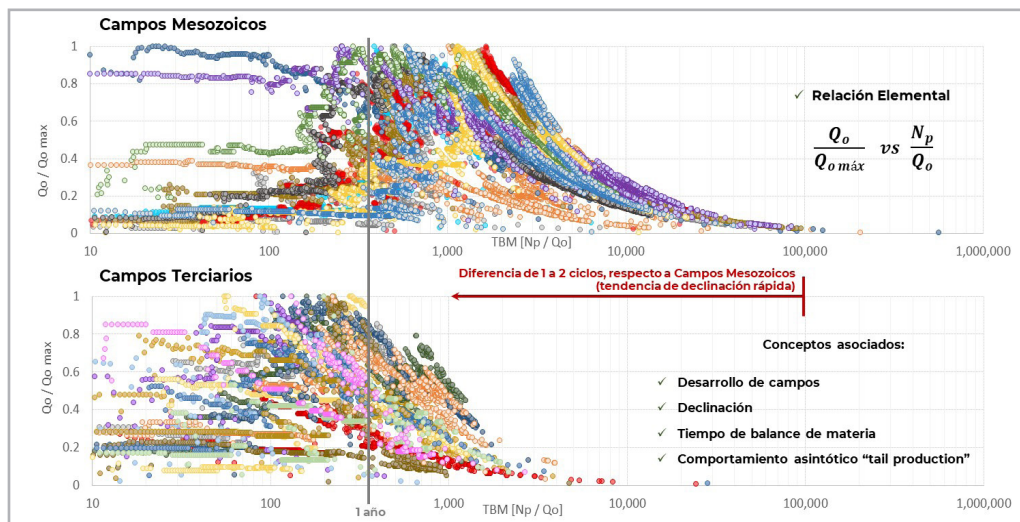 Campos Mesozoicos
1
0.8
0.6
0.4
0.2
0
Qo / Qo max
10
100
1,000
10,000
100,000
1,000,000
TBM [Np / Qo]
✓ Relación Elemental
Q_o / Q_o máx vs N_p / Q_o
Campos Terciarios
Diferencia de 1 a 2 ciclos, respecto a Campos Mesozoicos
(tendencia de declinación rápida)
1
0.8
0.6
0.4
0.2
0
Qo / Qo max
10
100
1,000
10,000
100,000
1,000,000
1 año
TBM [Np / Qo]
Conceptos asociados:
✓ Desarrollo de campos
✓ Declinación
✓ Tiempo de balance de materia
✓ Comportamiento asintótico “tail production”